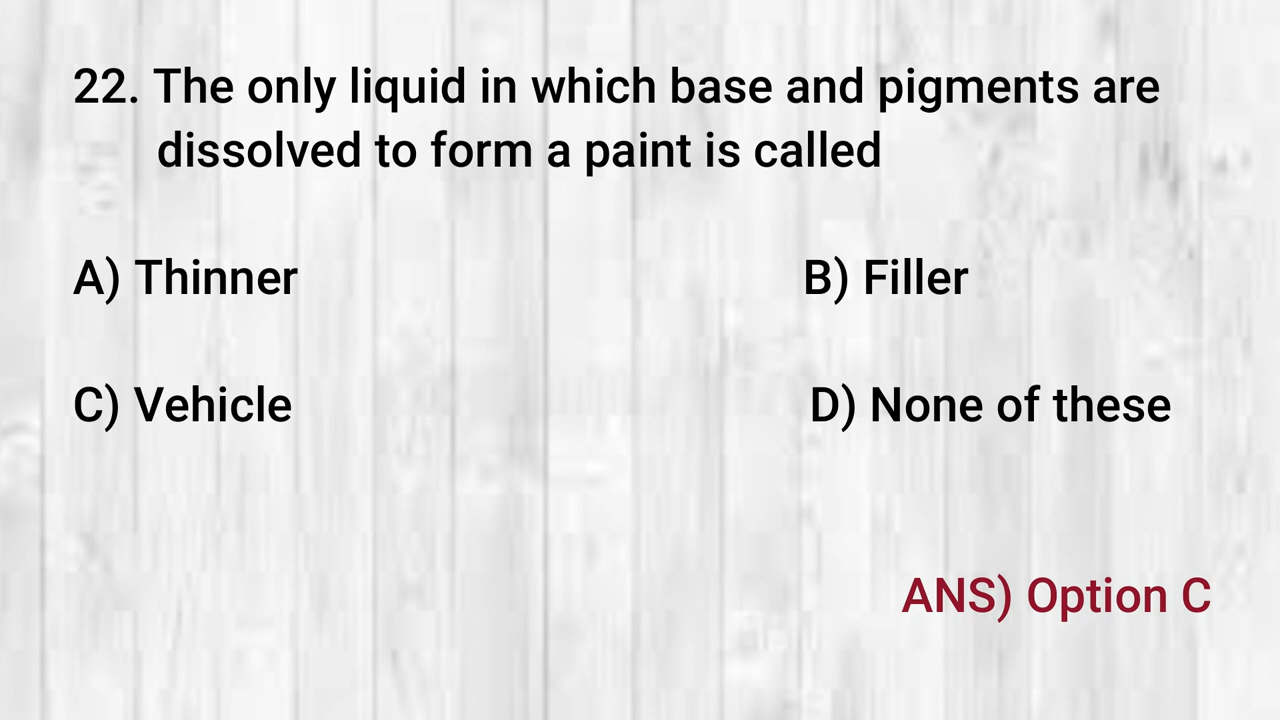 22. The only liquid in which base and pigments are
dissolved to form a paint is called
A) Thinner B) Filler
C) Vehicle D) None of these
ANS) Option C